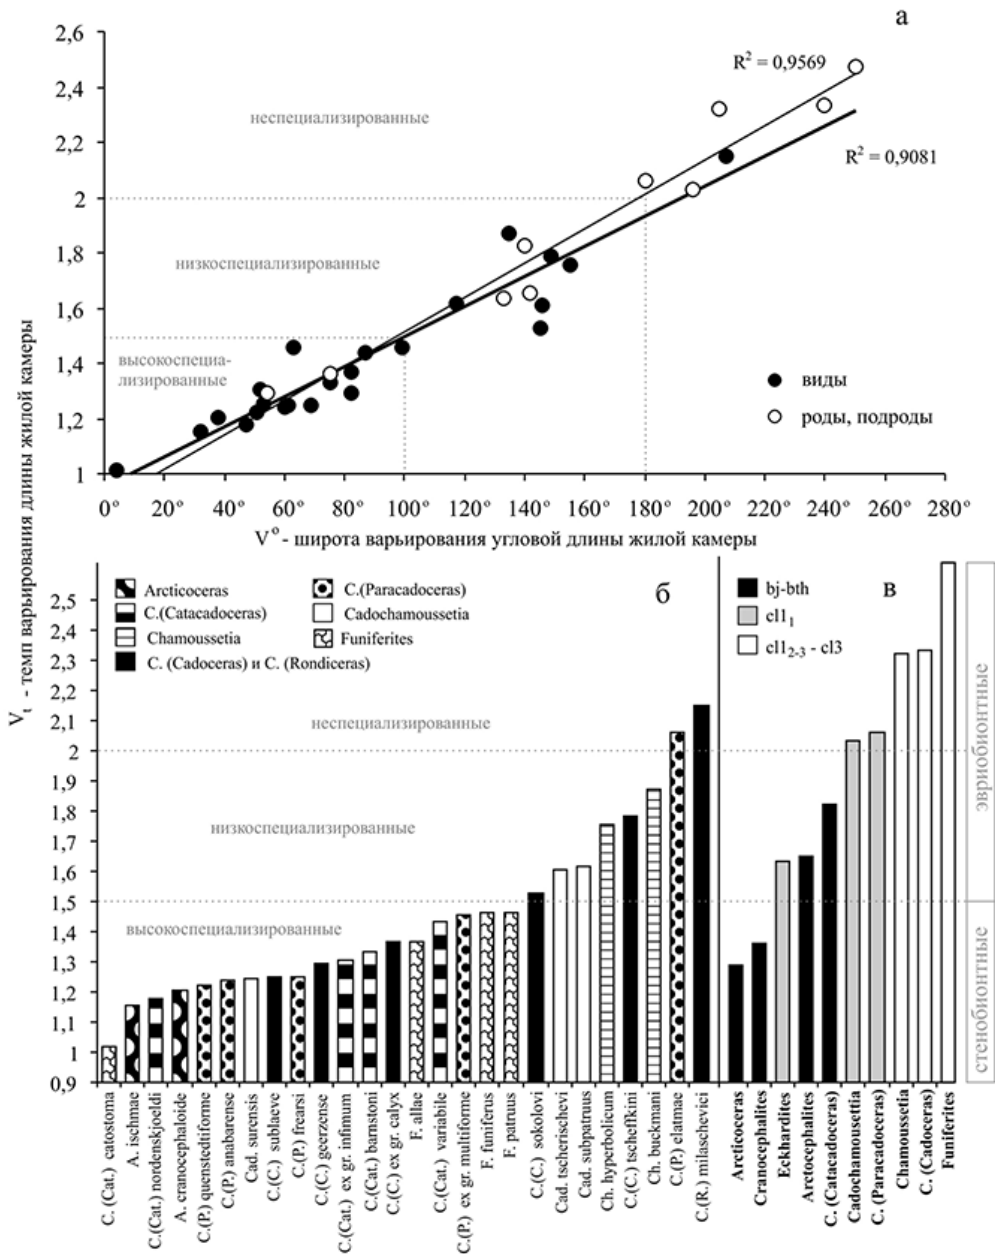 а
2,6
2,4
2,2
2
1,8
1,6
1,4
1,2
1
R² = 0,9569
R² = 0,9081
неспециализированные
низкоспециализированные
высокоспециа-
лизированные
виды
роды, подроды
0° 20° 40° 60° 80° 100° 120° 140° 160° 180° 200° 220° 240° 260° 280°
V° - широта варьирования угловой длины жилой камеры
Vₜ - темп варьирования длины жилой камеры
б
Arcticoceras
C.(Catacadoceras)
Chamoussetia
C. (Cadoceras) и C. (Rondiceras)
C.(Paracadoceras)
Cadochamoussetia
Funiferites
2,5
2,4
2,3
2,2
2,1
2
1,9
1,8
1,7
1,6
1,5
1,4
1,3
1,2
1,1
1
0,9
неспециализированные
низкоспециализированные
высокоспециализированные
C. (Cat.) catostoma
A. ischmae
C.(Cat.) nordenskjoeldi
A. cranocephaloide
C.(P.) quenstedtiforme
C.(P.) anabarense
Cad. surensis
C.(C.) sublaeve
C.(P.) frearsi
C.(C.) geerzense
C.(Cat.) ex gr. infimum
C.(Cat.) barnstoni
C.(C.) ex gr. calyx
F. allae
C.(Cat.) variabile
C.(P.) ex gr. multiforme
F. funiferus
F. patruus
C.(C.) sokolovi
Cad. tscherischevi
Cad. subpatruus
Ch. hyperbolicum
C.(C.) tscheffkini
Ch. buckmani
C.(P.) elatmae
C.(R.) milaschevici
в
bj-bth
cl1₁
cl1₂₋₃ - cl3
Arcticoceras
Cranocephalites
Eckhardites
Arctocephalites
C. (Catacadoceras)
Cadochamousettia
C. (Paracadoceras)
Chamoussetia
C. (Cadoceras)
Funiferites
эврибионтные
стенобионтные